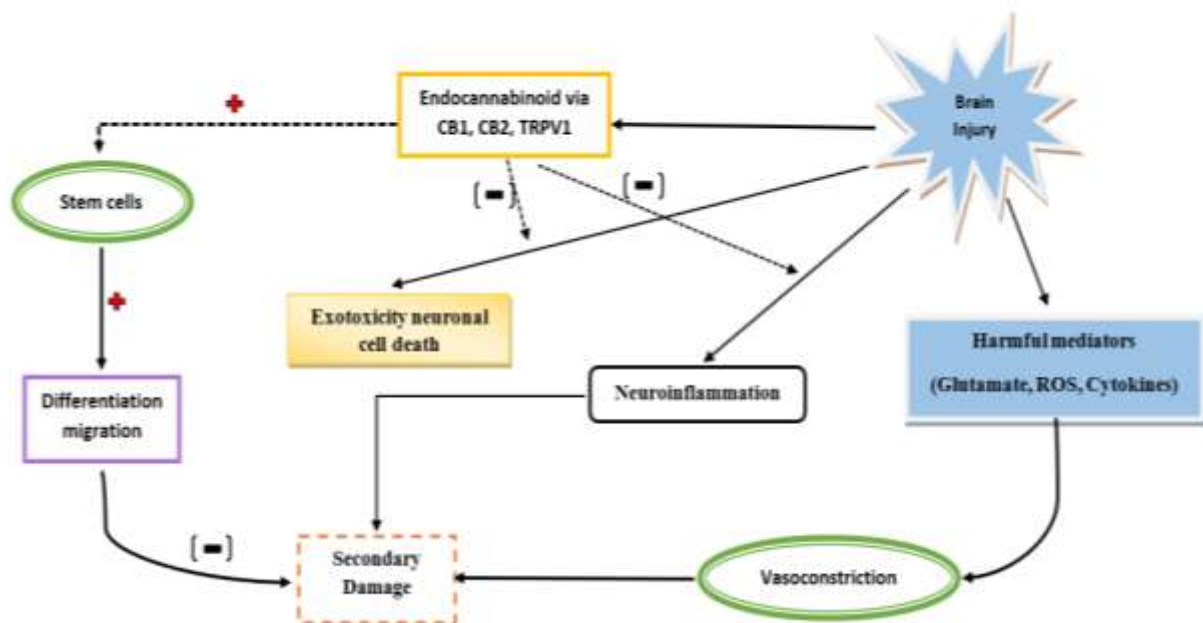 Endocannabinoid via
CB1, CB2, TRPV1
Brain
Injury
Stem cells
Exotoxicity neuronal
cell death
Harmful mediators
(Glutamate, ROS, Cytokines)
Neuroinflammation
Differentiation
migration
Secondary
Damage
Vasoconstriction